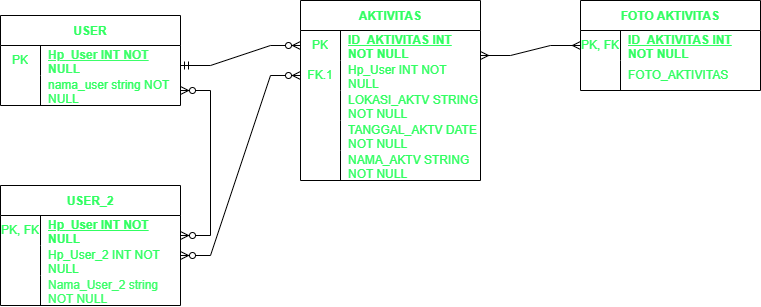 USER
PK
Hp_User INT NOT
NULL
nama_user string NOT
NULL
USER_2
PK, FK
Hp_User INT NOT
NULL
Hp_User_2 INT NOT
NULL
Nama_User_2 string
NOT NULL
AKTIVITAS
PK
ID_AKTIVITAS INT
NOT NULL
FK.1
Hp_User INT NOT
NULL
LOKASI_AKTV STRING
NOT NULL
TANGGAL_AKTV DATE
NOT NULL
NAMA_AKTV STRING
NOT NULL
FOTO AKTIVITAS
PK, FK
ID_AKTIVITAS INT
NOT NULL
FOTO_AKTIVITAS